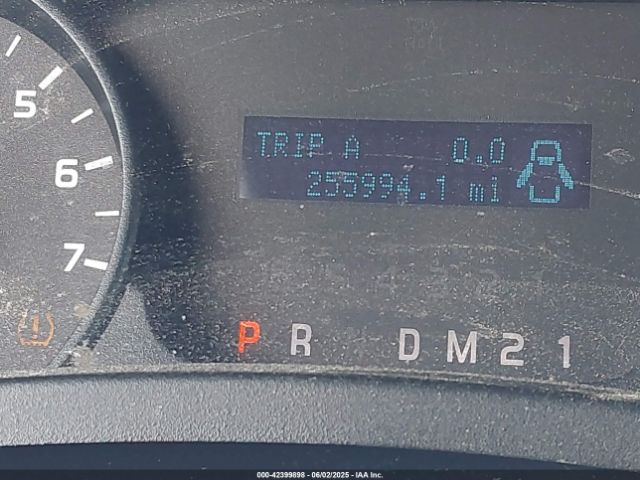 5
6
7
TRIP A 0.0
255994.1 mi
P R D M 2 1
000-42399898 - 06/02/2025 - IAA Inc.